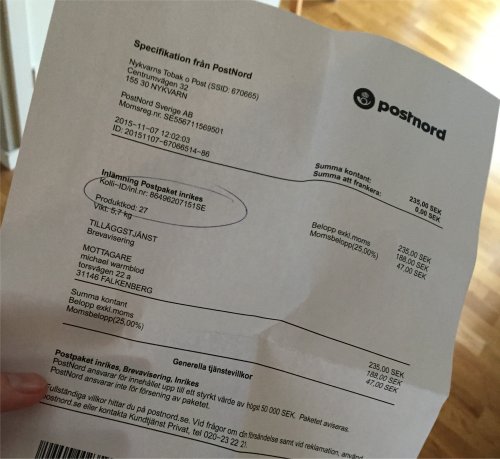 Specifikation från PostNord
Nykvarns Tobak o Post (SSID: 670665)
Centrumvägen 32
155 30 NYKVARN
PostNord Sverige AB
Momsreg.nr. SE556711569501
2015-11-07 12:02:03
ID: 20151107-67066514-86
postnord
Summa kontant: 235,00 SEK
Summa att frankera: 0,00 SEK
Inlämning Postpaket inrikes
Kolli-ID/inl.nr: 86496207151SE
Produktkod: 27
Vikt: 5,7 kg
235,00 SEK
Belopp exkl.moms 188,00 SEK
Momsbelopp(25,00%) 47,00 SEK
TILLÄGGSTJÄNST
Brevavisering
MOTTAGARE
michael warmblod
torsvägen 22 a
31146 FALKENBERG
Summa kontant 235,00 SEK
Belopp exkl.moms 188,00 SEK
Momsbelopp(25,00%) 47,00 SEK
Generella tjänstevillkor
Postpaket inrikes, Brevavisering, Inrikes
PostNord ansvarar för innehållet upp till ett styrkt värde av högst 50 000 SEK. Paketet aviseras.
PostNord ansvarar inte för försening av paketet.
Fullständiga villkor hittar du på postnord.se. Vid frågor om din försändelse samt vid reklamation, använd
postnord.se eller kontakta Kundtjänst Privat, tel 020-23 22 2